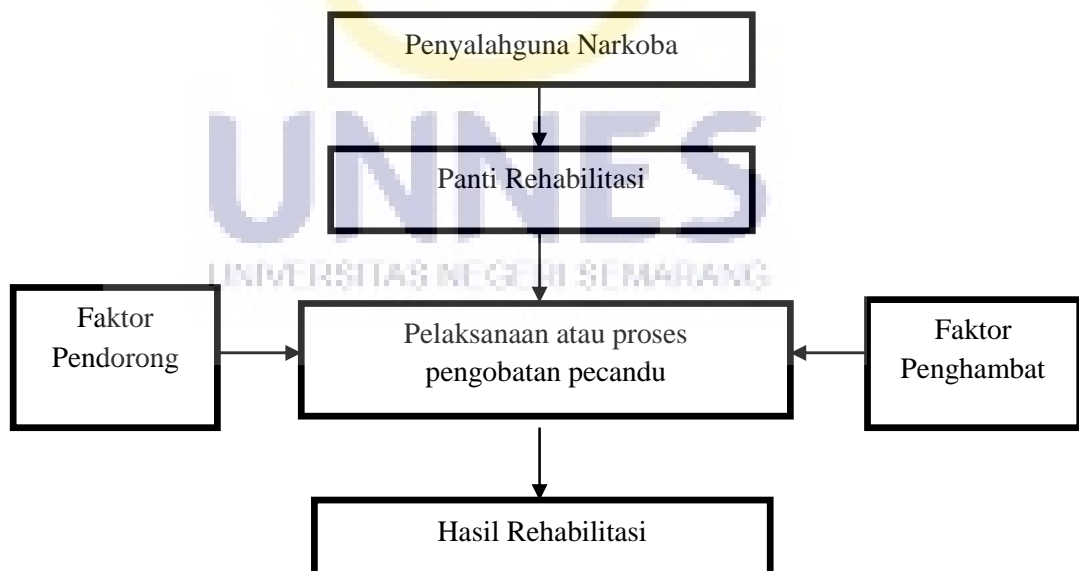 Penyalahguna Narkoba
UNNES
Panti Rehabilitasi
UNIVERSITAS NEGERI SEMARANG
Faktor
Pendorong
Pelaksanaan atau proses
pengobatan pecandu
Faktor
Penghambat
Hasil Rehabilitasi